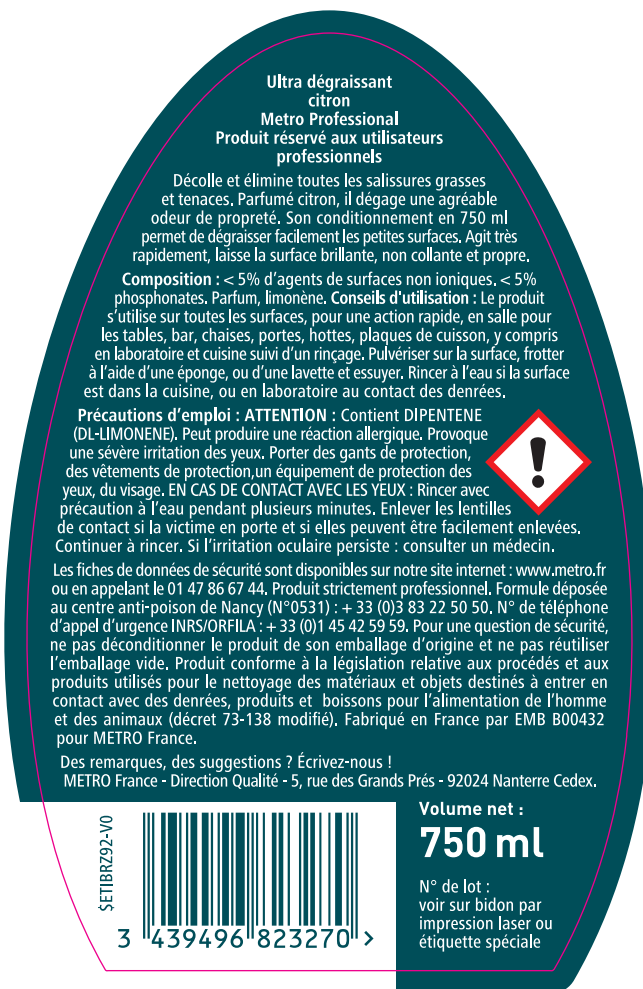 Ultra dégraissant
citron
Metro Professional
Produit réservé aux utilisateurs
professionnels
Décolle et élimine toutes les salissures grasses
et tenaces. Parfumé citron, il dégage une agréable
odeur de propreté. Son conditionnement en 750 ml
permet de dégraisser facilement les petites surfaces. Agit très
rapidement, laisse la surface brillante, non collante et propre.
Composition : < 5% d'agents de surfaces non ioniques. < 5%
phosphonates. Parfum, limonène. Conseils d'utilisation : Le produit
s'utilise sur toutes les surfaces, pour une action rapide, en salle pour
les tables, bar, chaises, portes, hottes, plaques de cuisson, y compris
en laboratoire et cuisine suivi d'un rinçage. Pulvériser sur la surface, frotter
à l'aide d'une éponge, ou d'une lavette et essuyer. Rincer à l'eau si la surface
est dans la cuisine, ou en laboratoire au contact des denrées.
Précautions d'emploi : ATTENTION : Contient DIPENTENE
(DL-LIMONENE). Peut produire une réaction allergique. Provoque
une sévère irritation des yeux. Porter des gants de protection,
des vêtements de protection,un équipement de protection des
yeux, du visage. EN CAS DE CONTACT AVEC LES YEUX : Rincer avec
précaution à l'eau pendant plusieurs minutes. Enlever les lentilles
de contact si la victime en porte et si elles peuvent être facilement enlevées.
Continuer à rincer. Si l'irritation oculaire persiste : consulter un médecin.
Les fiches de données de sécurité sont disponibles sur notre site internet : www.metro.fr
ou en appelant le 01 47 86 67 44. Produit strictement professionnel. Formule déposée
au centre anti-poison de Nancy (N°0531) : + 33 (0)3 83 22 50 50. N° de téléphone
d'appel d'urgence INRS/ORFILA : + 33 (0)1 45 42 59 59. Pour une question de sécurité,
ne pas déconditionner le produit de son emballage d'origine et ne pas réutiliser
l'emballage vide. Produit conforme à la législation relative aux procédés et aux
produits utilisés pour le nettoyage des matériaux et objets destinés à entrer en
contact avec des denrées, produits et boissons pour l'alimentation de l'homme
et des animaux (décret 73-138 modifié). Fabriqué en France par EMB B00432
pour METRO France.
Des remarques, des suggestions ? Écrivez-nous !
METRO France - Direction Qualité - 5, rue des Grands Prés - 92024 Nanterre Cedex.
$ETIBRZ92-V0
3 439496 823270 >
Volume net :
750 ml
N° de lot :
voir sur bidon par
impression laser ou
étiquette spéciale